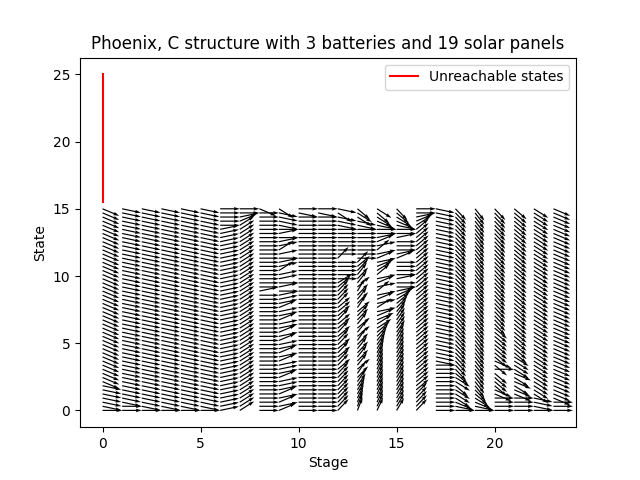 Phoenix, C structure with 3 batteries and 19 solar panels
Unreachable states
State
25
20
15
10
5
0
0 5 10 15 20
Stage